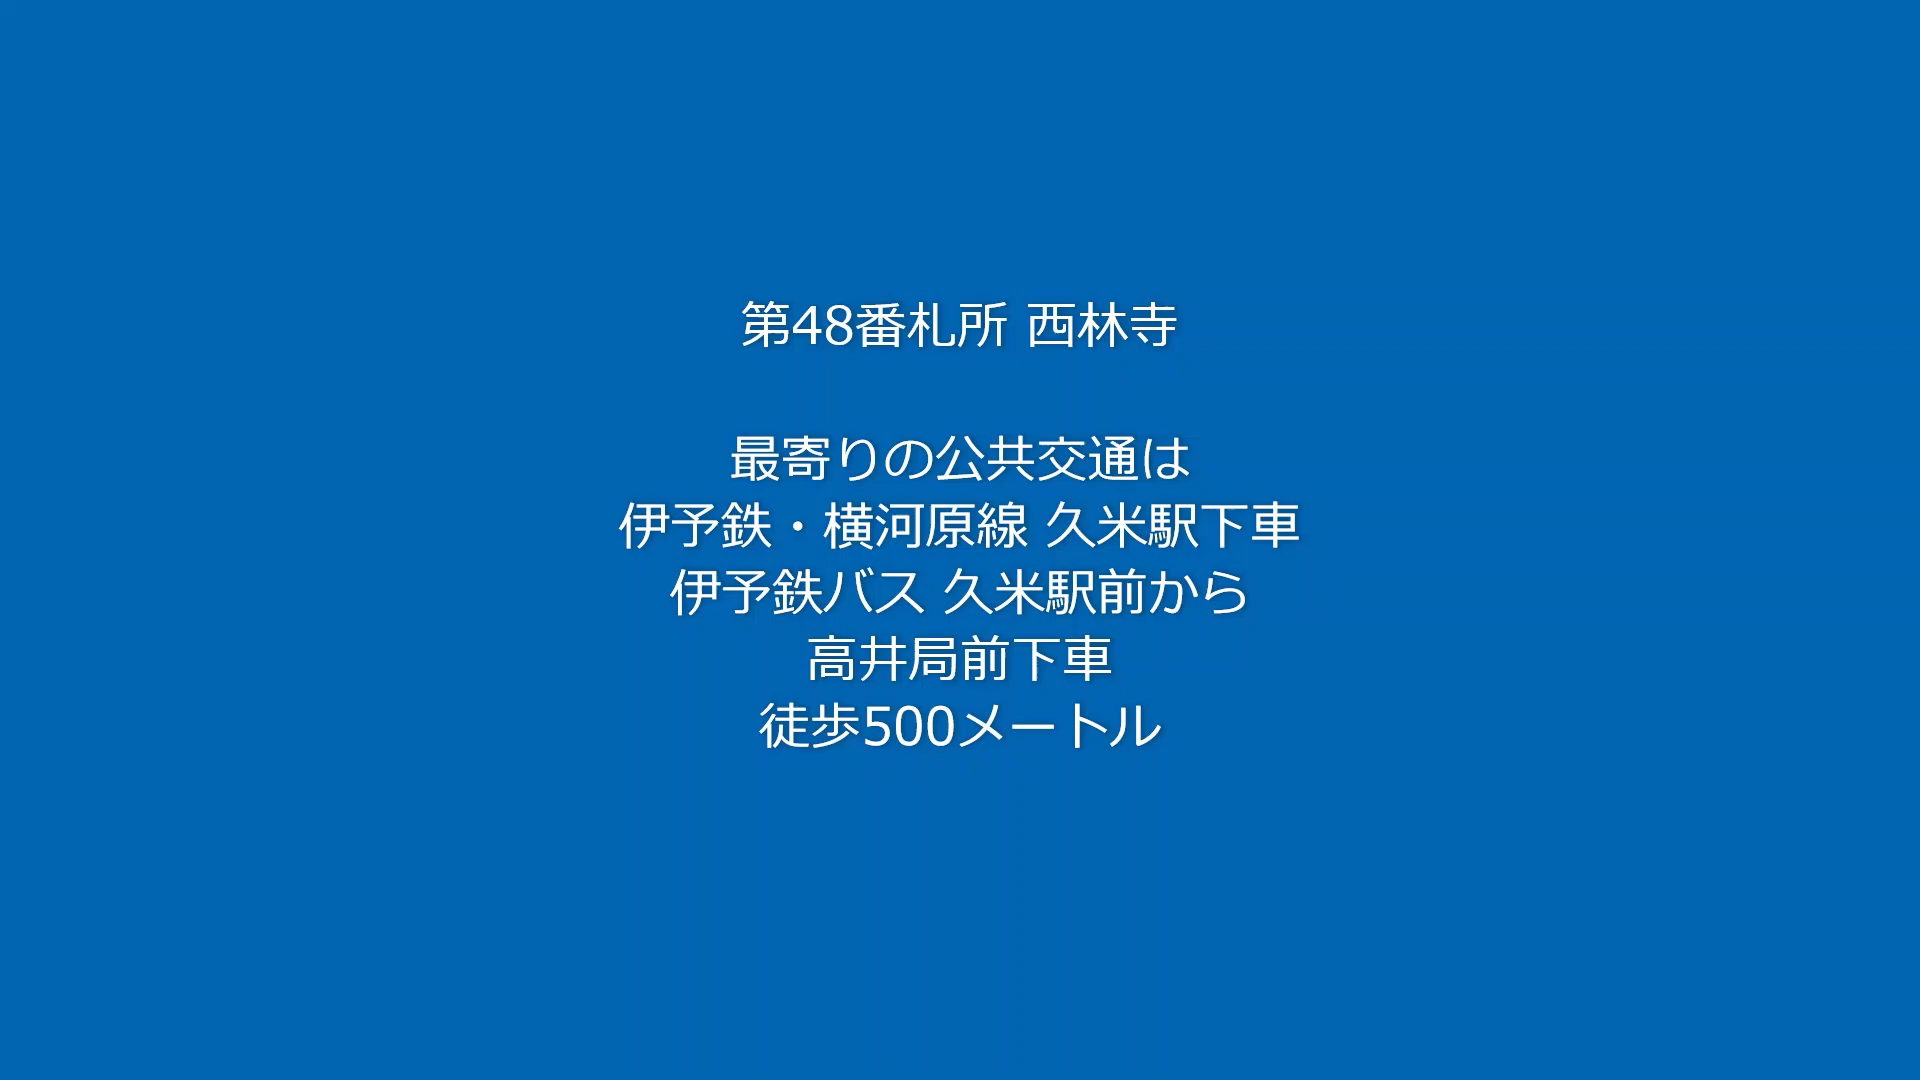 第48番札所 西林寺
最寄りの公共交通は
伊予鉄・横河原線 久米駅下車
伊予鉄バス 久米駅前から
高井局前下車
徒歩500メートル